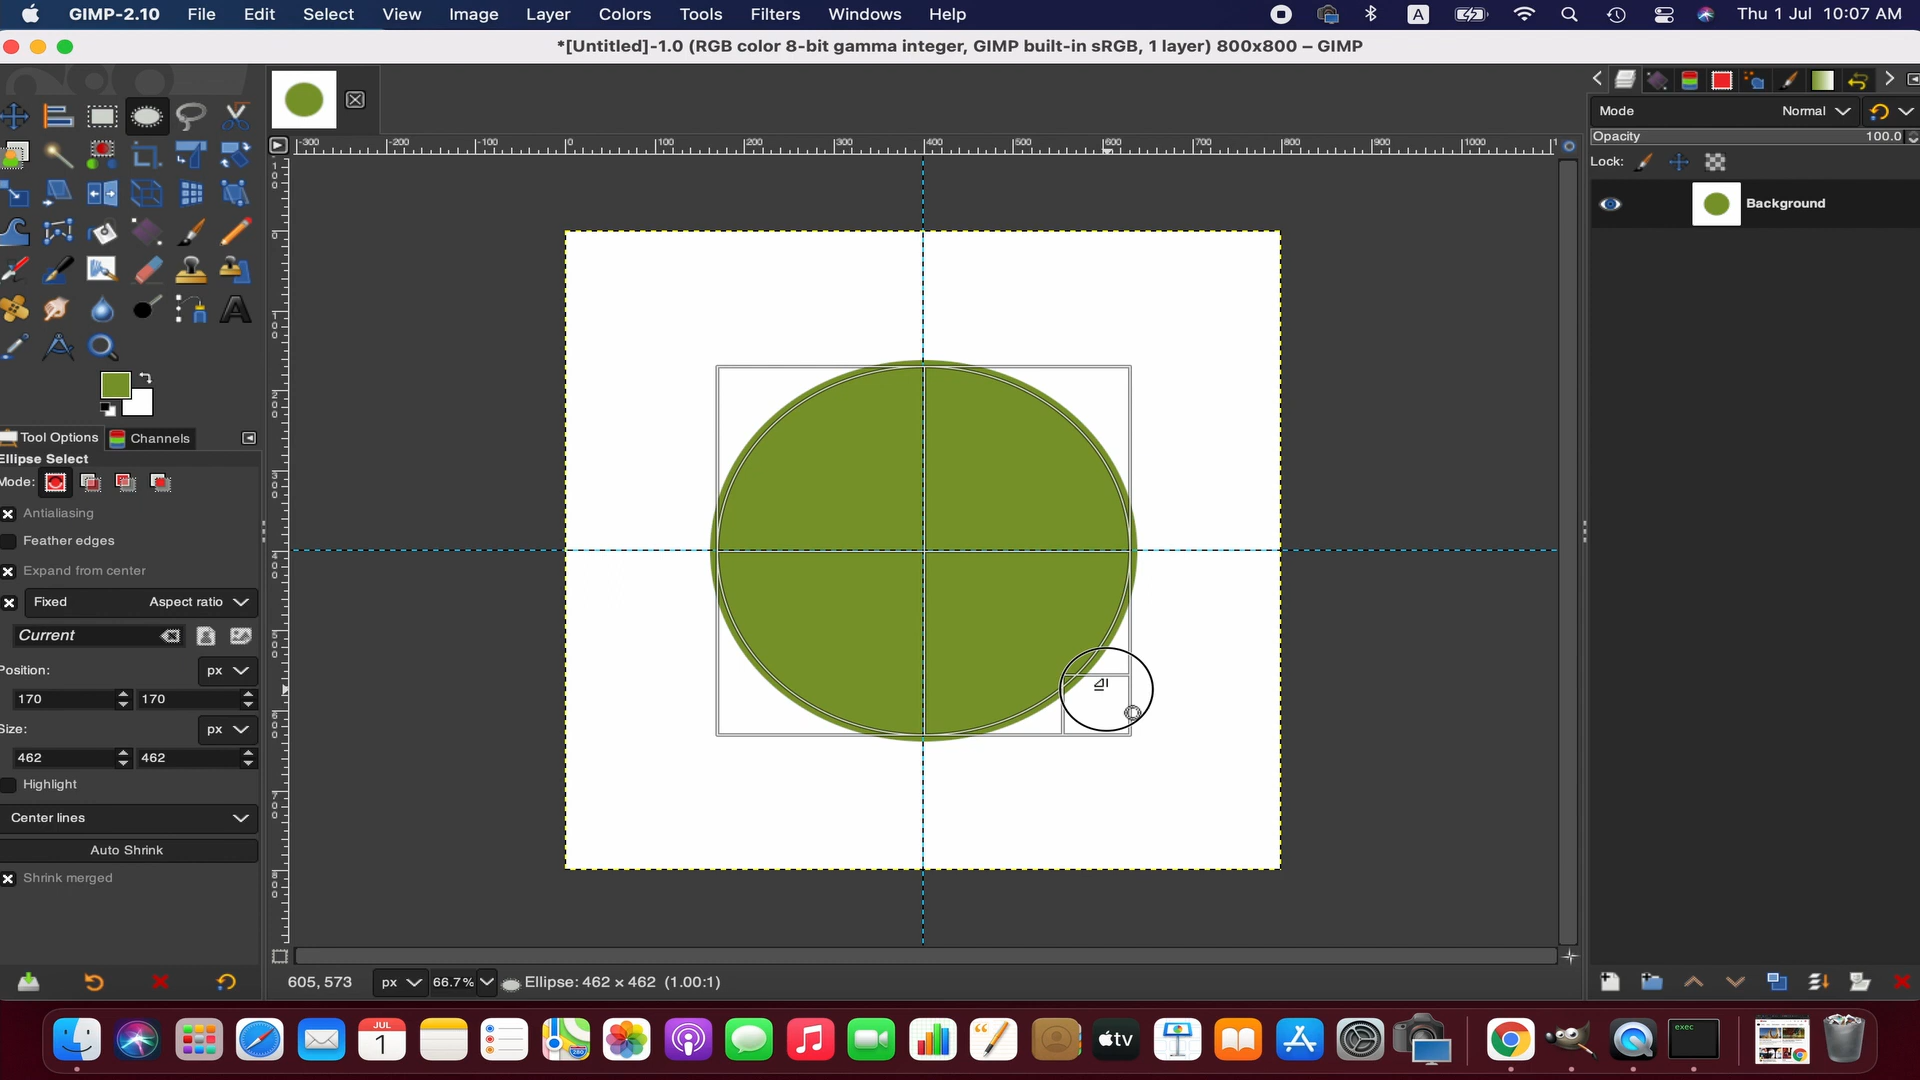 GIMP-2.10 File Edit Select View Image Layer Colors Tools Filters Windows Help A Thu 1 Jul 10:07 AM
*[Untitled]-1.0 (RGB color 8-bit gamma integer, GIMP built-in sRGB, 1 layer) 800x800 – GIMP
Mode Normal
Opacity 100.0
Lock:
-300 -200 -100 0 100 200 300 400 500 600 700 800 900 1000
Background
Tool Options Channels
Ellipse Select
Mode:
Antialiasing
Feather edges
Expand from center
Fixed Aspect ratio
Current
Position: px
170 170
Size: px
462 462
Highlight
Center lines
Auto Shrink
Shrink merged
605, 573 px 66.7% Ellipse: 462 × 462 (1.00:1)
JUL
1
280
tv
exec